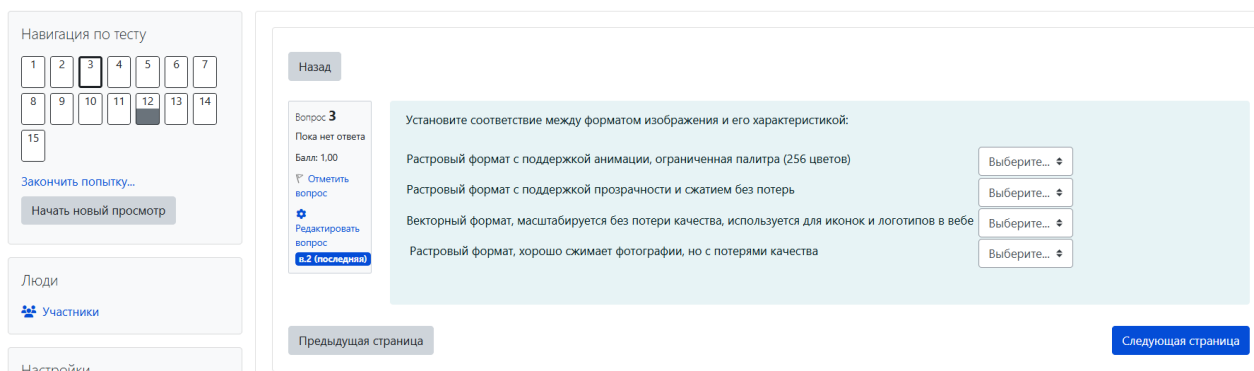 Навигация по тесту
1 2 3 4 5 6 7
8 9 10 11 12 13 14
15
Закончить попытку...
Начать новый просмотр
Люди
Участники
Настройки
Назад
Вопрос 3
Пока нет ответа
Балл: 1,00
Отметить
вопрос
Редактировать
вопрос
в.2 (последняя)
Установите соответствие между форматом изображения и его характеристикой:
Растровый формат с поддержкой анимации, ограниченная палитра (256 цветов) Выберите...
Растровый формат с поддержкой прозрачности и сжатием без потерь Выберите...
Векторный формат, масштабируется без потери качества, используется для иконок и логотипов в вебе Выберите...
Растровый формат, хорошо сжимает фотографии, но с потерями качества Выберите...
Предыдущая страница
Следующая страница